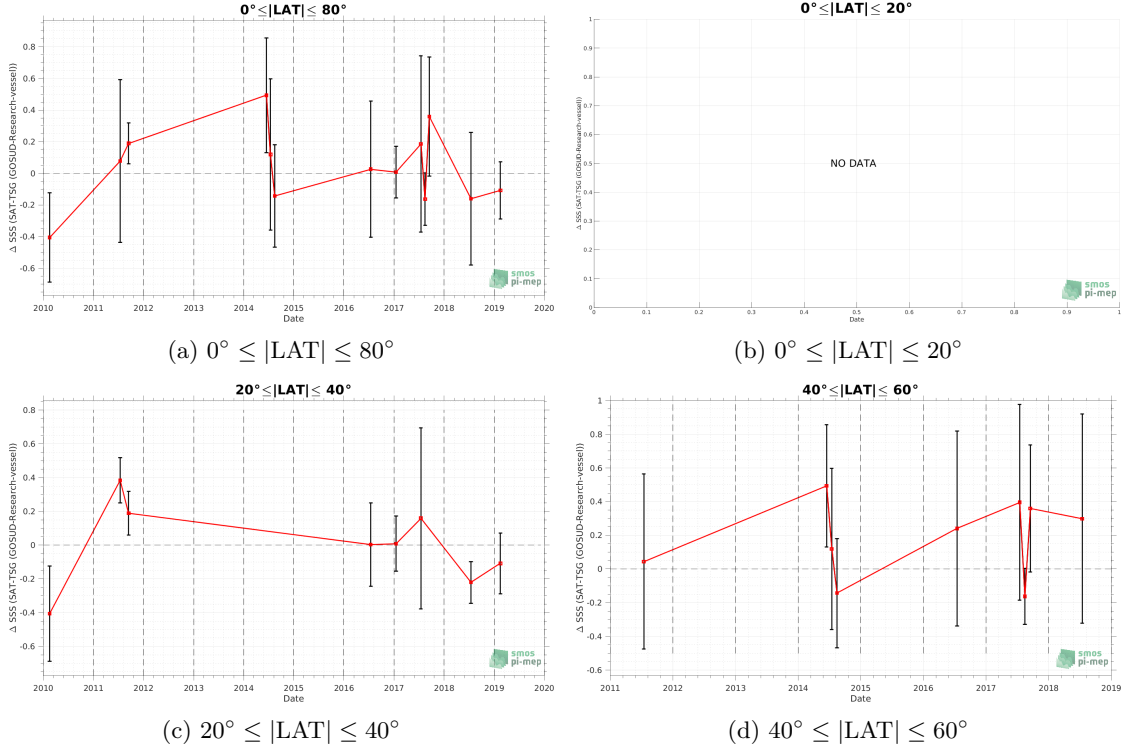 0°≤|LAT|≤ 80°
Δ SSS (SAT-TSG (GOSUD-Research-vessel))
0.8
0.6
0.4
0.2
0
-0.2
-0.4
-0.6
2010 2011 2012 2013 2014 2015 2016 2017 2018 2019 2020
Date
smos
pi-mep
(a) 0° ≤ |LAT| ≤ 80°
0°≤|LAT|≤ 20°
Δ SSS (SAT-TSG (GOSUD-Research-vessel))
1
0.9
0.8
0.7
0.6
0.5
0.4
0.3
0.2
0.1
0
NO DATA
0 0.1 0.2 0.3 0.4 0.5 0.6 0.7 0.8 0.9 1
Date
smos
pi-mep
(b) 0° ≤ |LAT| ≤ 20°
20°≤|LAT|≤ 40°
Δ SSS (SAT-TSG (GOSUD-Research-vessel))
0.8
0.6
0.4
0.2
0
-0.2
-0.4
-0.6
2010 2011 2012 2013 2014 2015 2016 2017 2018 2019 2020
Date
smos
pi-mep
(c) 20° ≤ |LAT| ≤ 40°
40°≤|LAT|≤ 60°
Δ SSS (SAT-TSG (GOSUD-Research-vessel))
1
0.8
0.6
0.4
0.2
0
-0.2
-0.4
-0.6
2011 2012 2013 2014 2015 2016 2017 2018 2019
Date
smos
pi-mep
(d) 40° ≤ |LAT| ≤ 60°